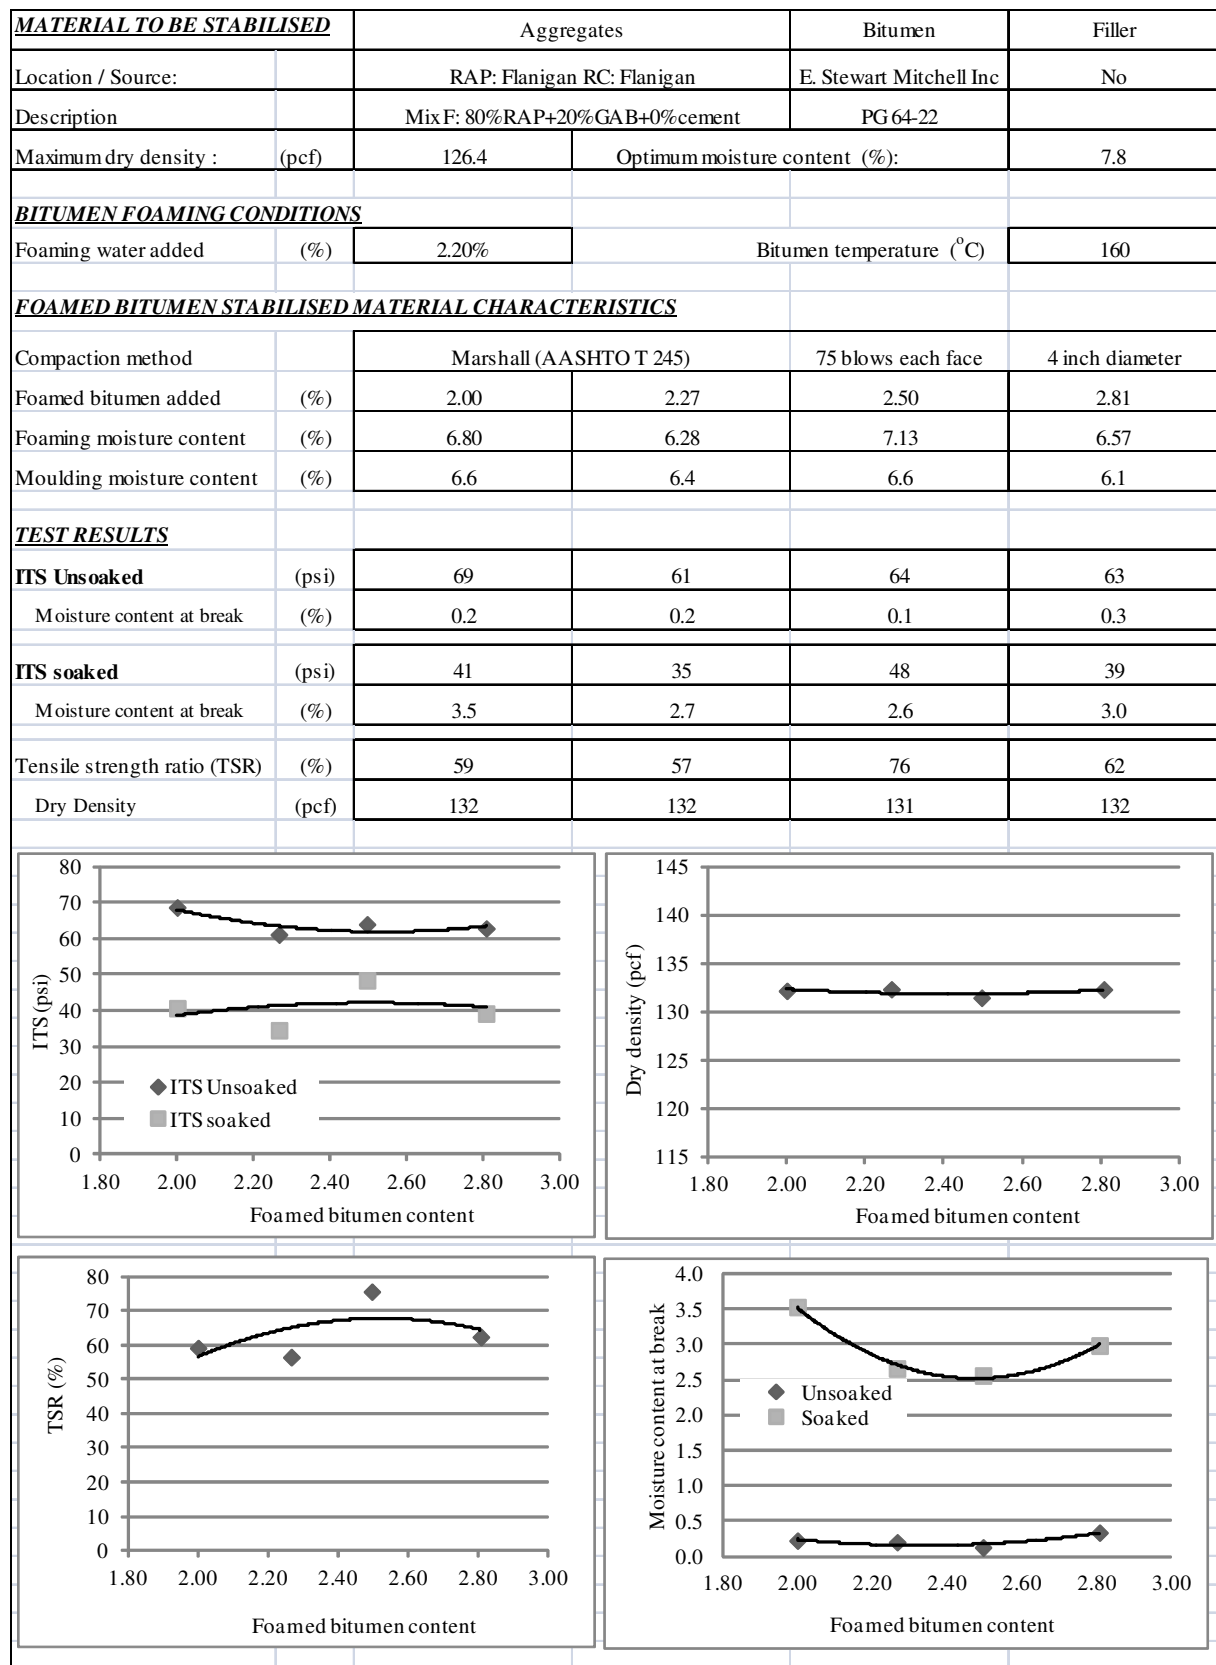 MATERIAL TO BE STABILISED Aggregates Bitumen Filler
Location / Source: RAP: Flanigan RC: Flanigan E. Stewart Mitchell Inc No
Description Mix F: 80%RAP+20%GAB+0%cement PG 64-22
Maximum dry density : (pcf) 126.4 Optimum moisture content (%): 7.8
BITUMEN FOAMING CONDITIONS
Foaming water added (%) 2.20% Bitumen temperature (°C) 160
FOAMED BITUMEN STABILISED MATERIAL CHARACTERISTICS
Compaction method Marshall (AASHTO T 245) 75 blows each face 4 inch diameter
Foamed bitumen added (%) 2.00 2.27 2.50 2.81
Foaming moisture content (%) 6.80 6.28 7.13 6.57
Moulding moisture content (%) 6.6 6.4 6.6 6.1
TEST RESULTS
ITS Unsoaked (psi) 69 61 64 63
Moisture content at break (%) 0.2 0.2 0.1 0.3
ITS soaked (psi) 41 35 48 39
Moisture content at break (%) 3.5 2.7 2.6 3.0
Tensile strength ratio (TSR) (%) 59 57 76 62
Dry Density (pcf) 132 132 131 132
80
70
60
50
40
30
20
10
0
ITS (psi)
ITS Unsoaked
ITS soaked
1.80 2.00 2.20 2.40 2.60 2.80 3.00
Foamed bitumen content
145
140
135
130
125
120
115
Dry density (pcf)
1.80 2.00 2.20 2.40 2.60 2.80 3.00
Foamed bitumen content
80
70
60
50
40
30
20
10
0
TSR (%)
1.80 2.00 2.20 2.40 2.60 2.80 3.00
Foamed bitumen content
4.0
3.5
3.0
2.5
2.0
1.5
1.0
0.5
0.0
Moisture content at break
Unsoaked
Soaked
1.80 2.00 2.20 2.40 2.60 2.80 3.00
Foamed bitumen content